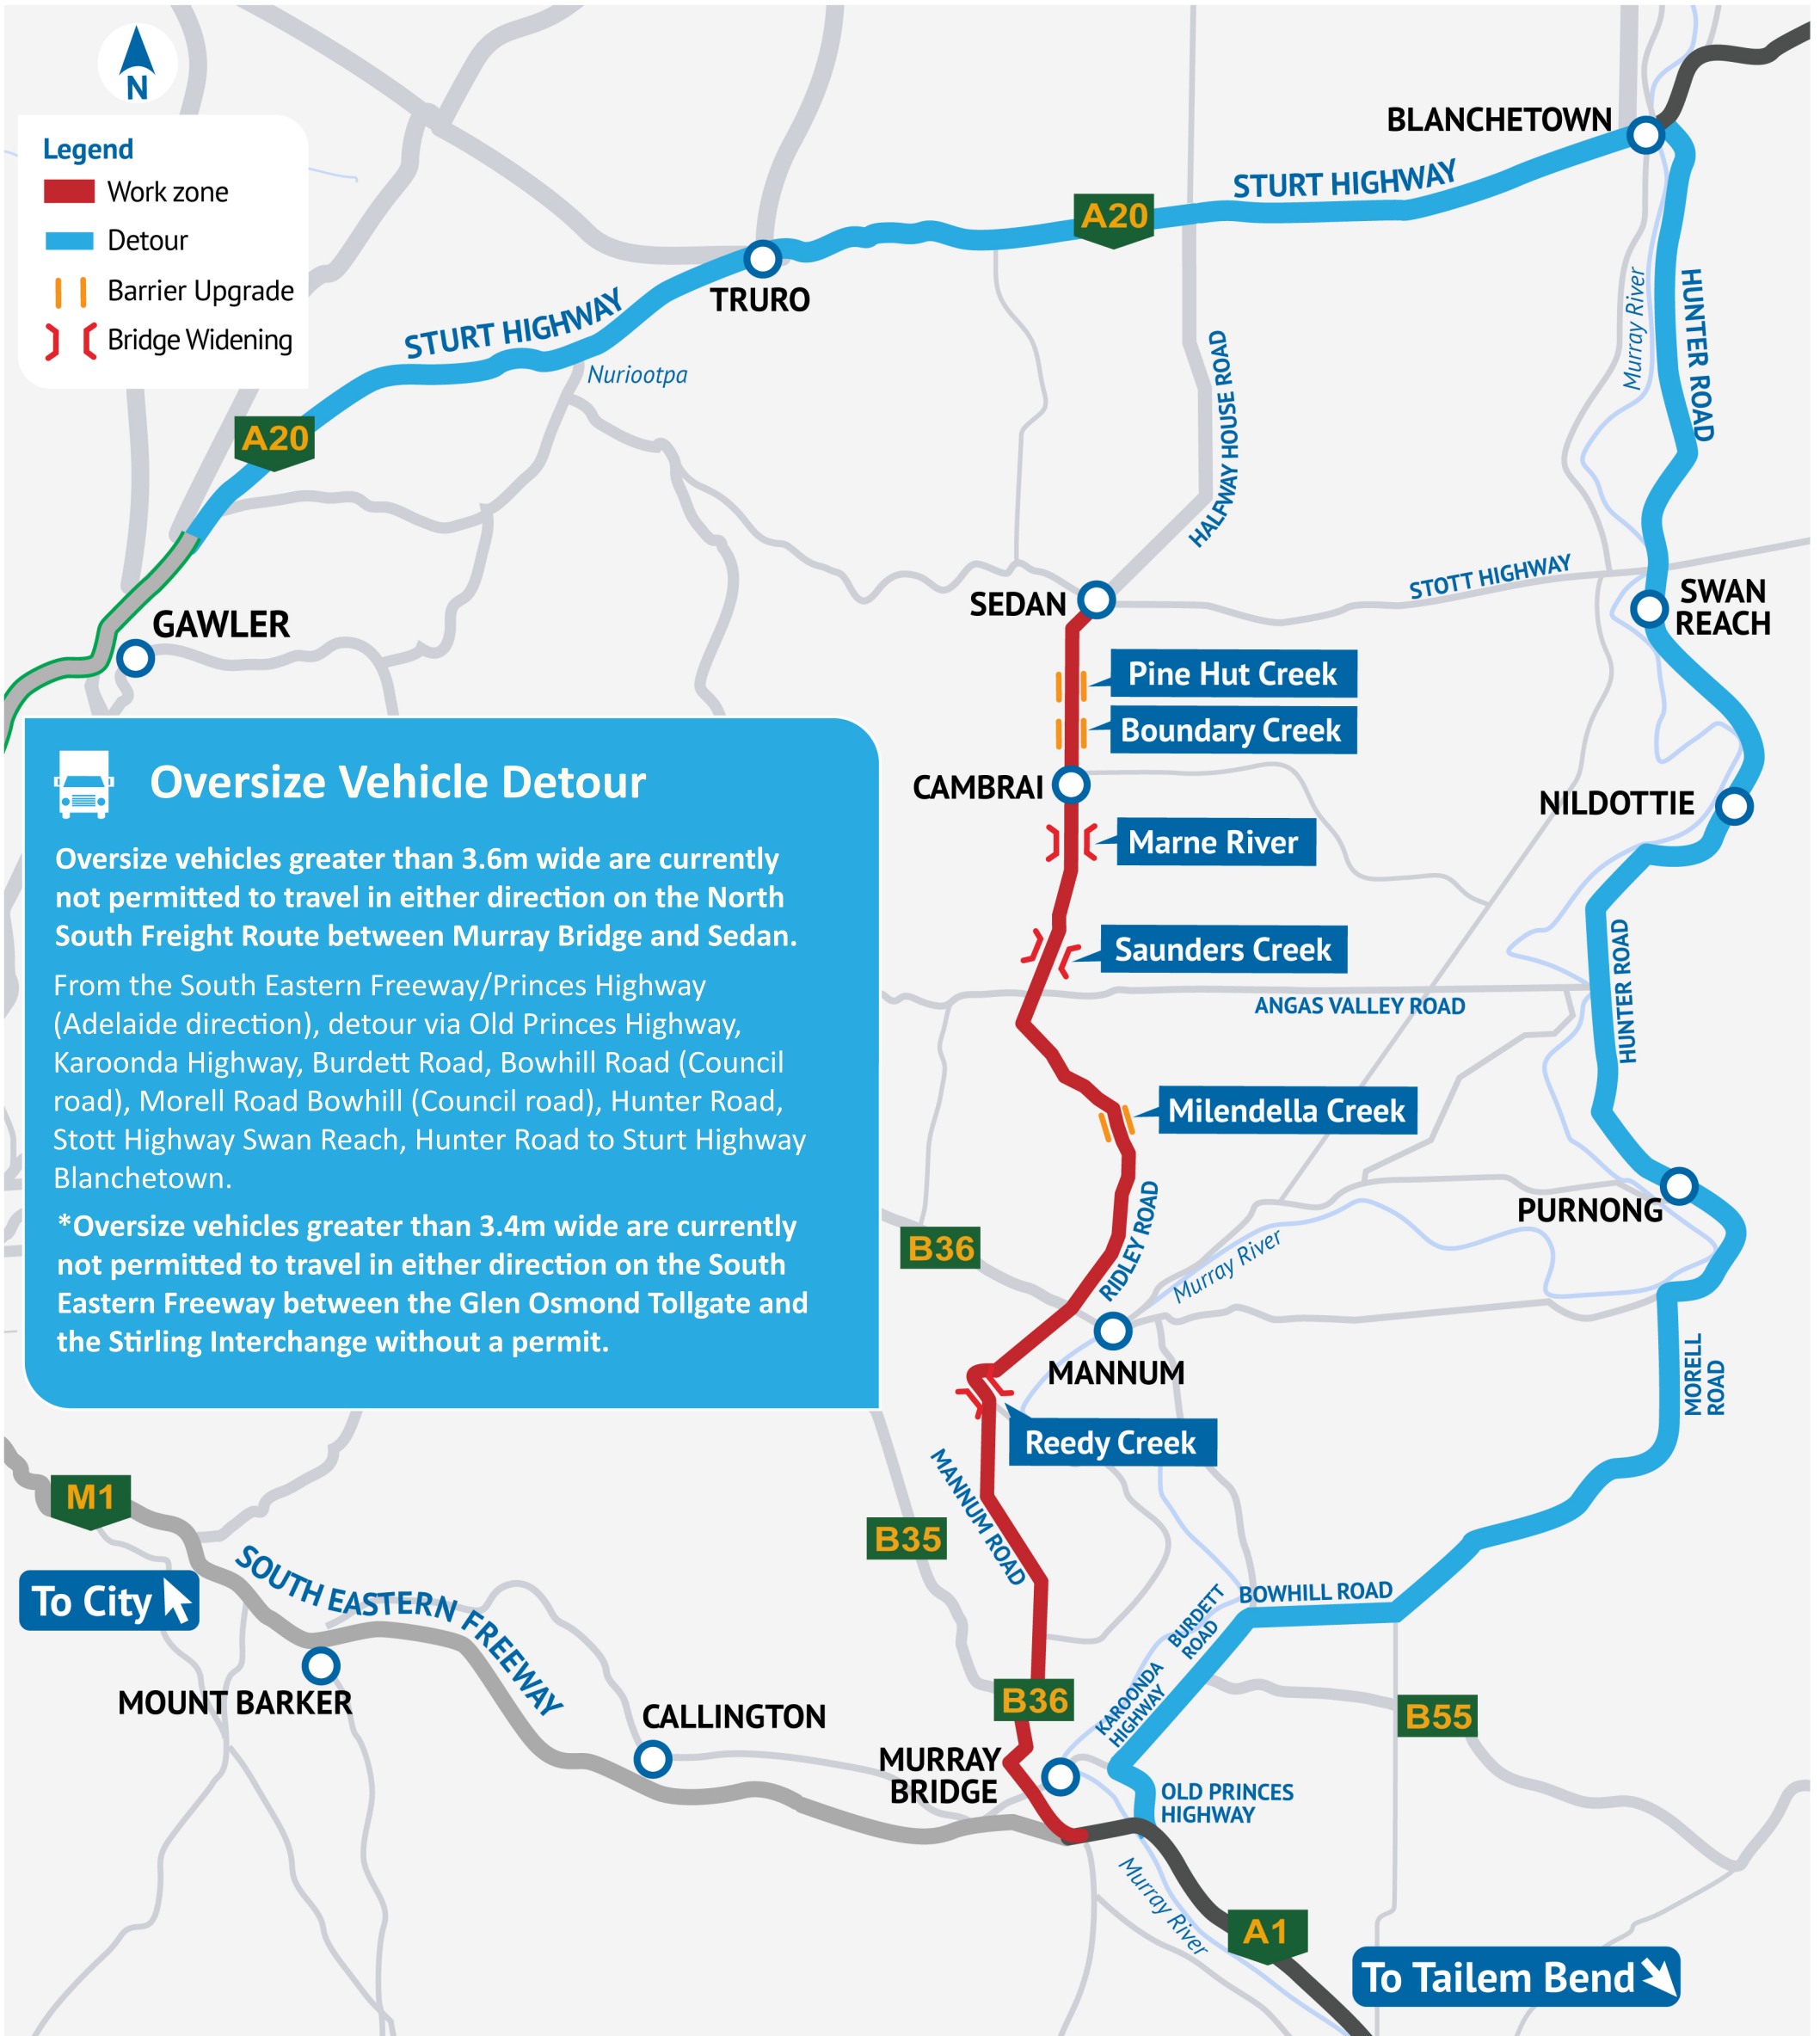 N
Legend
Work zone
Detour
Barrier Upgrade
Bridge Widening
BLANCHETOWN
STURT HIGHWAY
A20
TRURO
STURT HIGHWAY
Nuriootpa
A20
Murray River
HUNTER ROAD
HALFWAY HOUSE ROAD
STOTT HIGHWAY
SEDAN
SWAN
REACH
GAWLER
Pine Hut Creek
Boundary Creek
CAMBRAI
NILDOTTIE
Marne River
Saunders Creek
HUNTER ROAD
ANGAS VALLEY ROAD
Milendella Creek
Oversize Vehicle Detour
Oversize vehicles greater than 3.6m wide are currently
not permitted to travel in either direction on the North
South Freight Route between Murray Bridge and Sedan.
From the South Eastern Freeway/Princes Highway
(Adelaide direction), detour via Old Princes Highway,
Karoonda Highway, Burdett Road, Bowhill Road (Council
road), Morell Road Bowhill (Council road), Hunter Road,
Stott Highway Swan Reach, Hunter Road to Sturt Highway
Blanchetown.
*Oversize vehicles greater than 3.4m wide are currently
not permitted to travel in either direction on the South
Eastern Freeway between the Glen Osmond Tollgate and
the Stirling Interchange without a permit.
PURNONG
B36
RIDLEY ROAD
Murray River
MANNUM
MORELL
ROAD
Reedy Creek
MANNUM ROAD
M1
B35
To City
SOUTH EASTERN FREEWAY
BOWHILL ROAD
BURDETT
ROAD
KAROONDA
HIGHWAY
MOUNT BARKER
CALLINGTON
B36
B55
MURRAY
BRIDGE
OLD PRINCES
HIGHWAY
Murray River
A1
To Tailem Bend